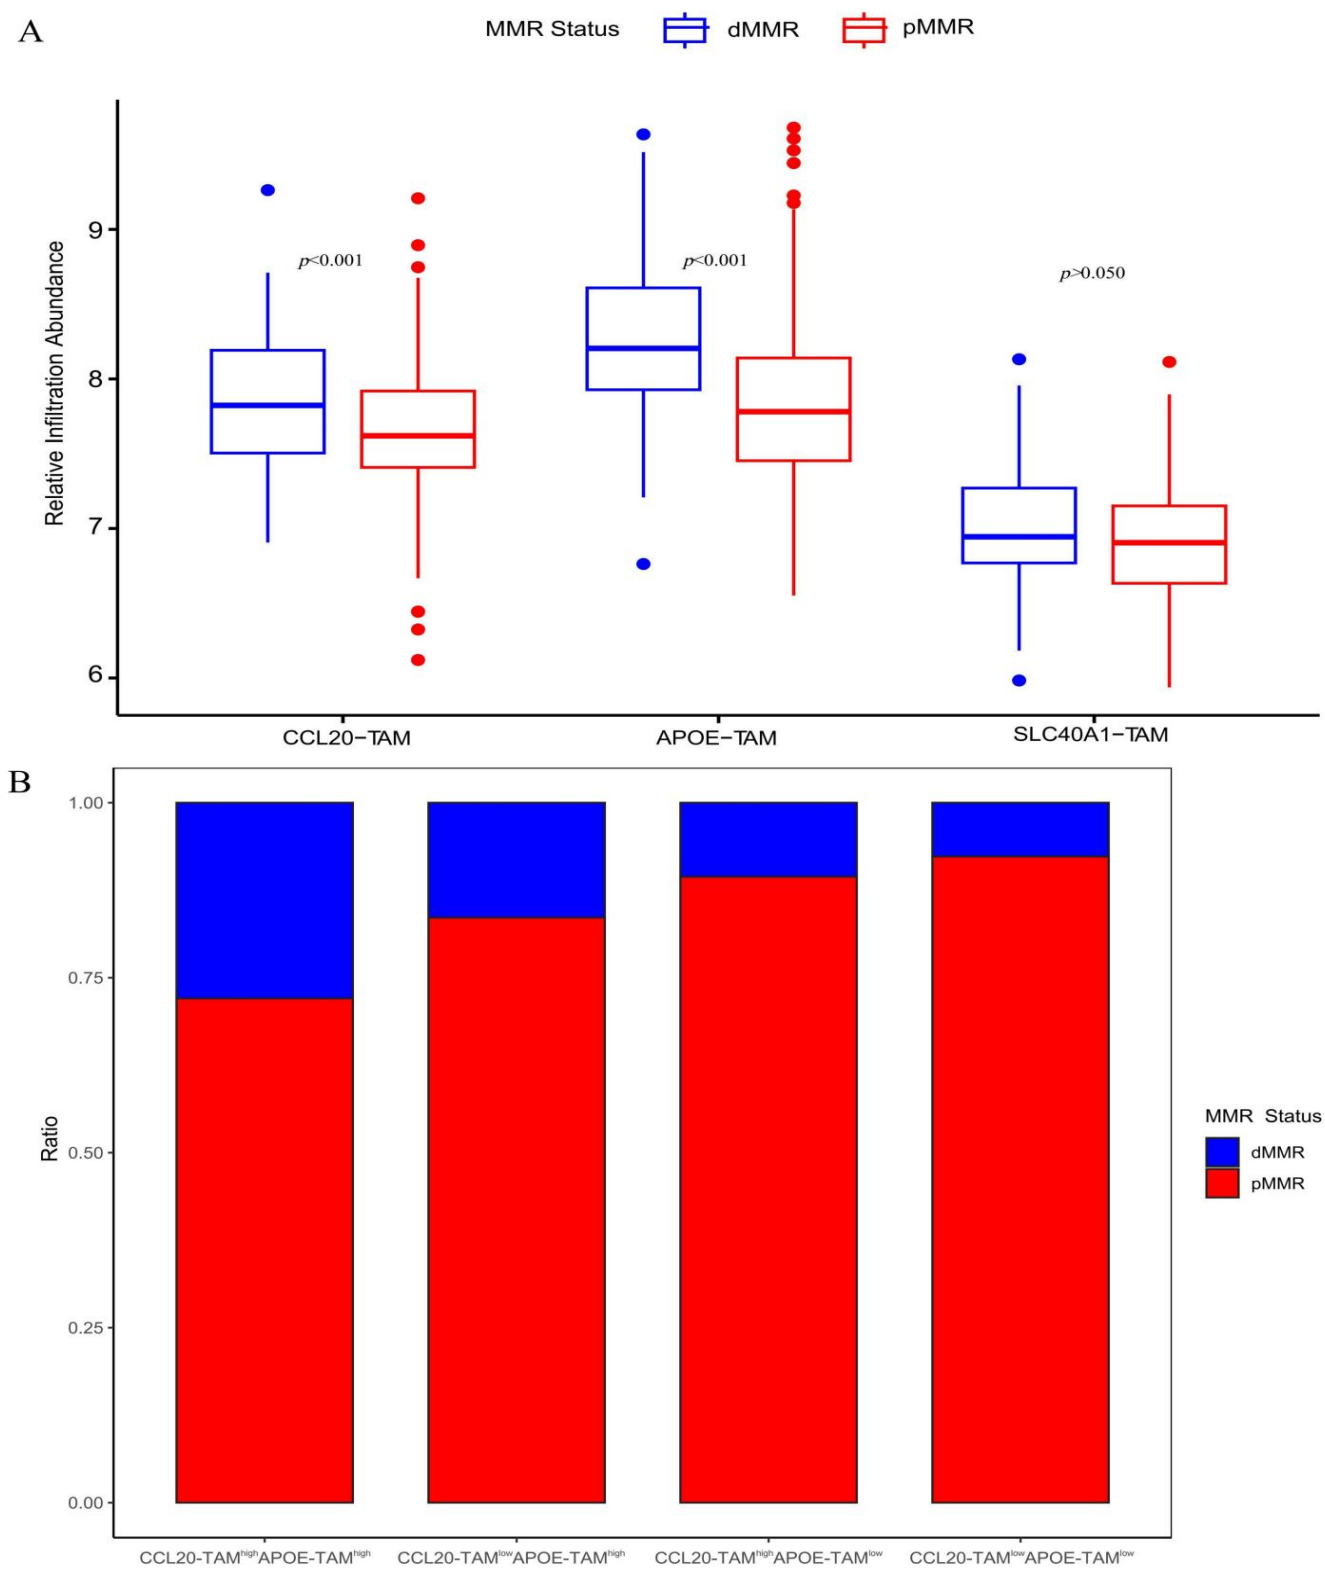 A
MMR Status dMMR pMMR
Relative Infiltration Abundance
9
8
7
6
p<0.001
p<0.001
p>0.050
CCL20−TAM APOE−TAM SLC40A1−TAM
B
Ratio
1.00
0.75
0.50
0.25
0.00
MMR Status
dMMR
pMMR
CCL20-TAMhighAPOE-TAMhigh CCL20-TAMlowAPOE-TAMhigh CCL20-TAMhighAPOE-TAMlow CCL20-TAMlowAPOE-TAMlow